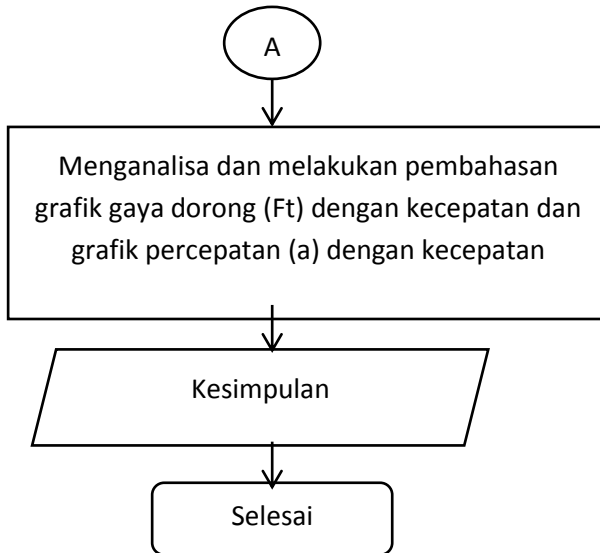 A
Menganalisa dan melakukan pembahasan
grafik gaya dorong (Ft) dengan kecepatan dan
grafik percepatan (a) dengan kecepatan
Kesimpulan
Selesai